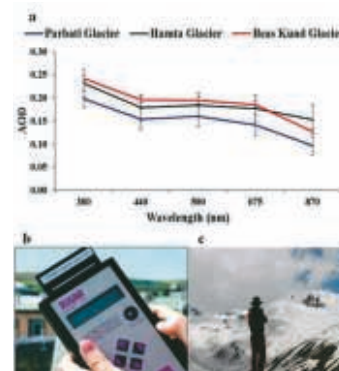 a
Parbati Glacier Hamta Glacier Beas Kund Glacier
0.30
0.25
0.20
0.15
0.10
0.05
0.00
AOD
380 440 500 675 870
Wavelength (nm)
b c